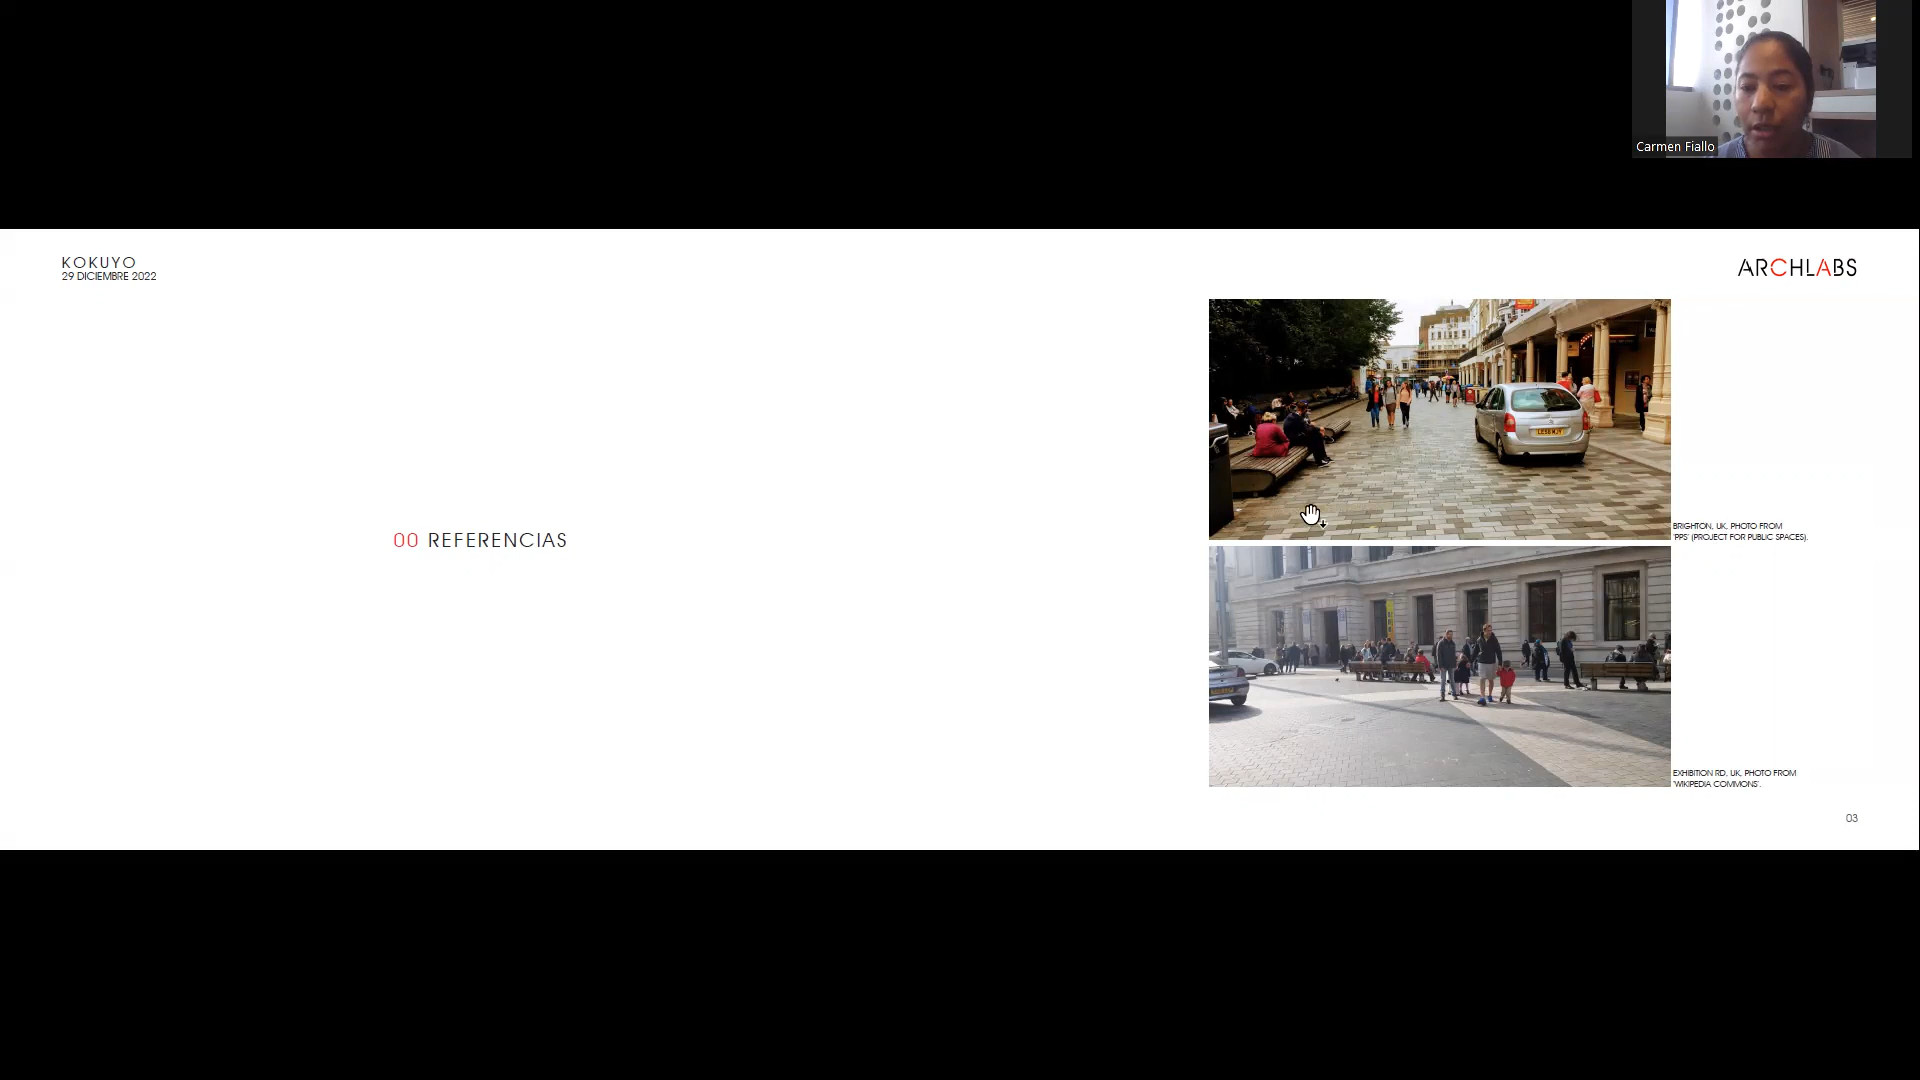 Carmen Fiallo
KOKUYO
29 DICIEMBRE 2022
ARCHLABS
00 REFERENCIAS
BRIGHTON, UK, PHOTO FROM
'PPS' (PROJECT FOR PUBLIC SPACES).
EXHIBITION RD, UK, PHOTO FROM
'WIKIPEDIA COMMONS'.
03